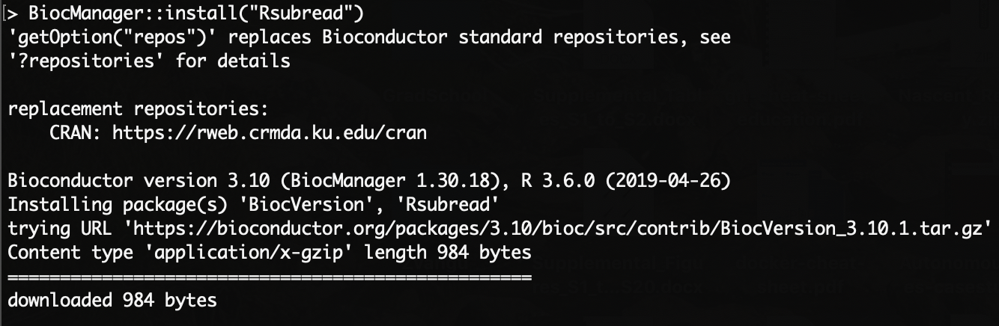 [> BiocManager::install("Rsubread")
'getOption("repos")' replaces Bioconductor standard repositories, see
'?repositories' for details
replacement repositories:
CRAN: https://rweb.crmda.ku.edu/cran
Bioconductor version 3.10 (BiocManager 1.30.18), R 3.6.0 (2019-04-26)
Installing package(s) 'BiocVersion', 'Rsubread'
trying URL 'https://bioconductor.org/packages/3.10/bioc/src/contrib/BiocVersion_3.10.1.tar.gz'
Content type 'application/x-gzip' length 984 bytes
==================================================
downloaded 984 bytes